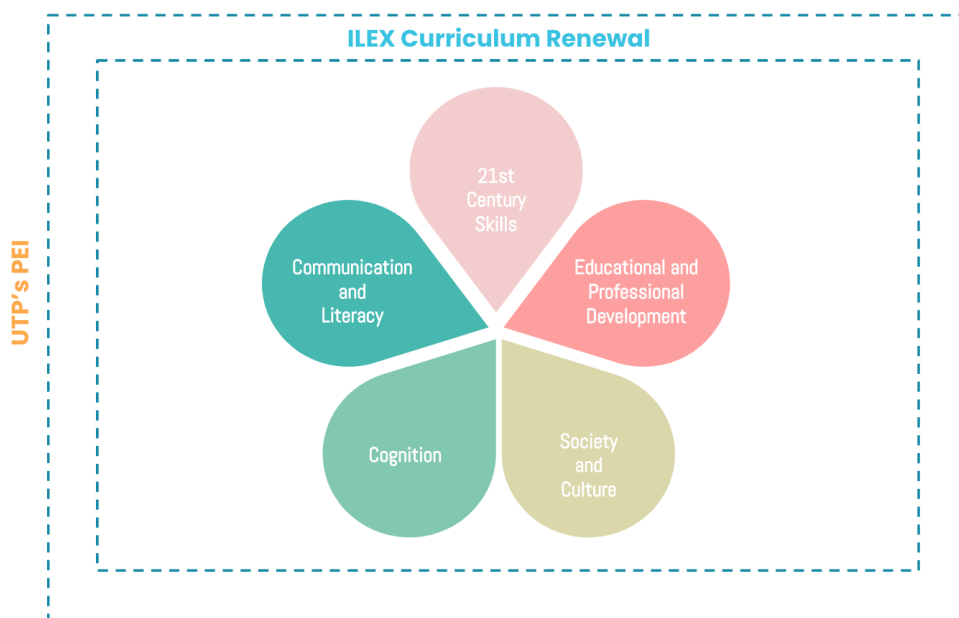 ILEX Curriculum Renewal
UTP's PEI
21st
Century
Skills
Communication
and
Literacy
Educational and
Professional
Development
Cognition
Society
and
Culture